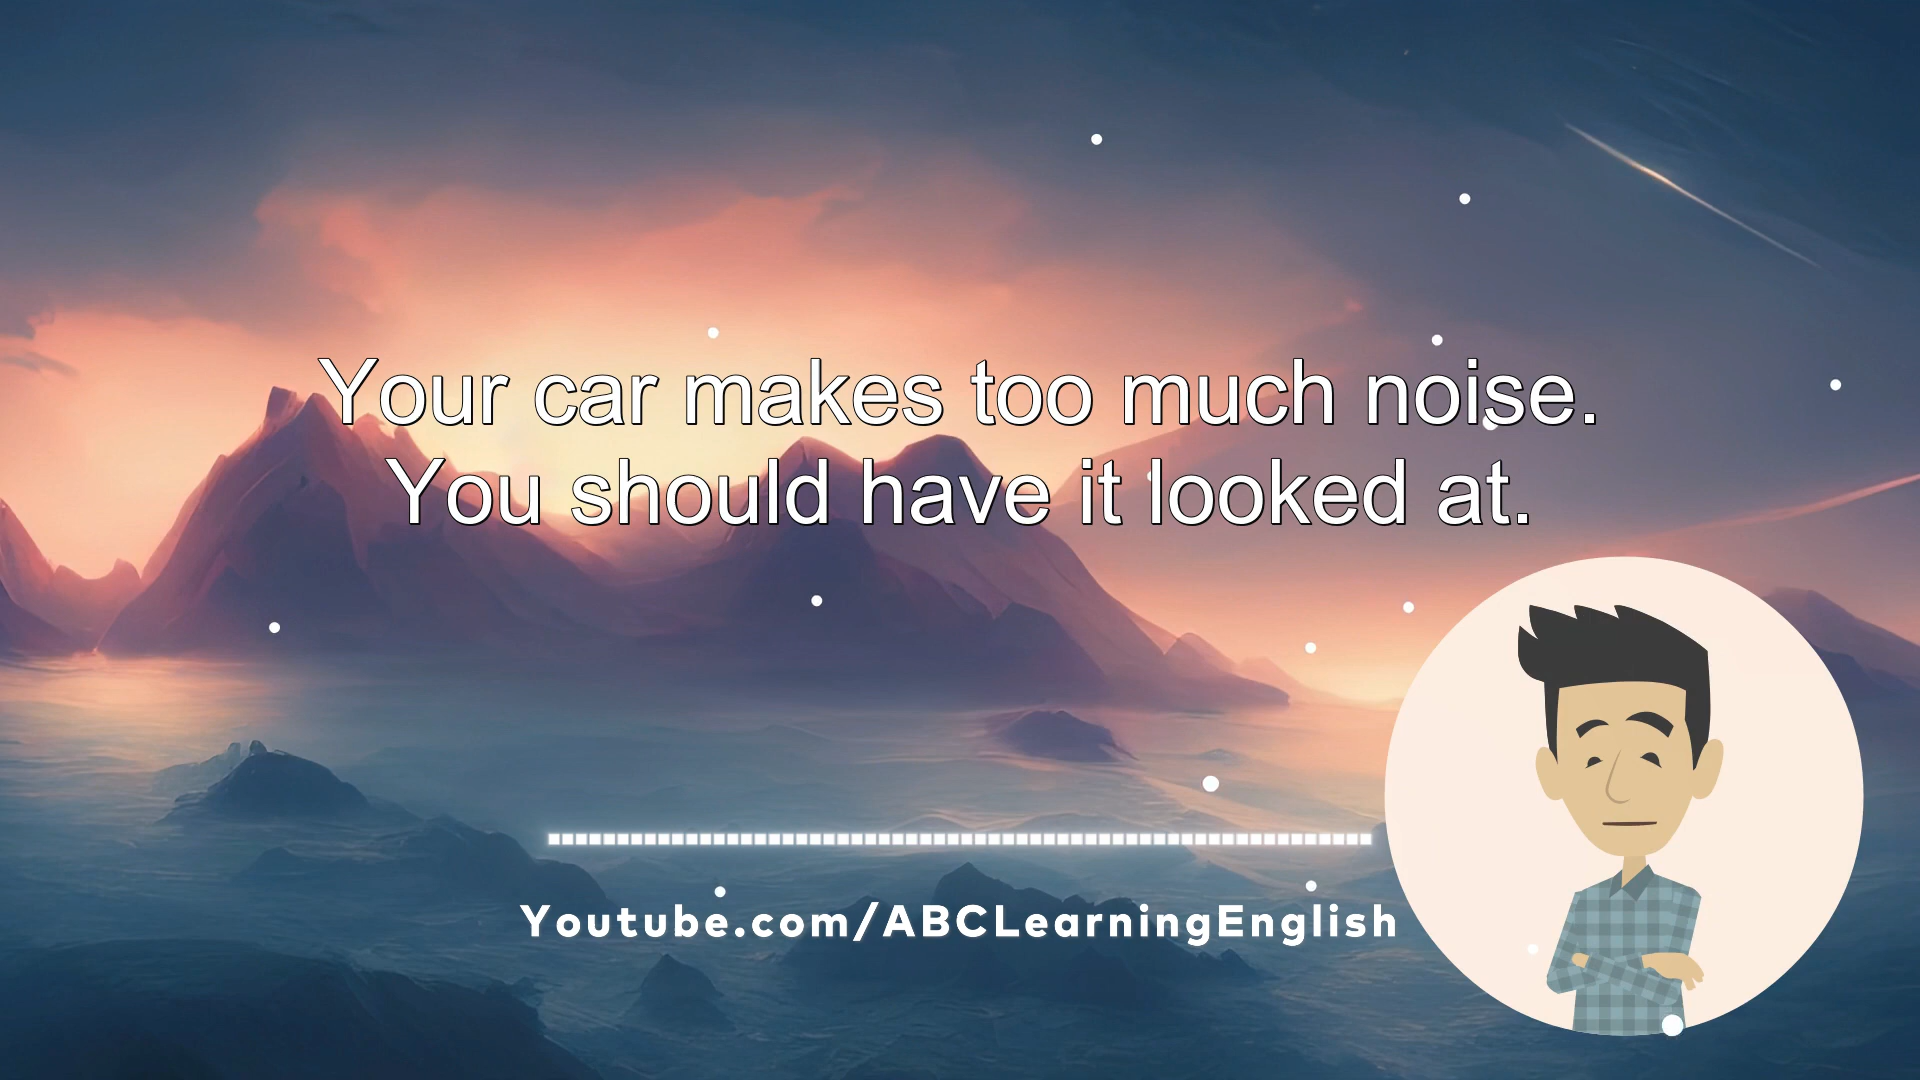 Your car makes too much noise.
You should have it looked at.
Youtube.com/ABCLearningEnglish